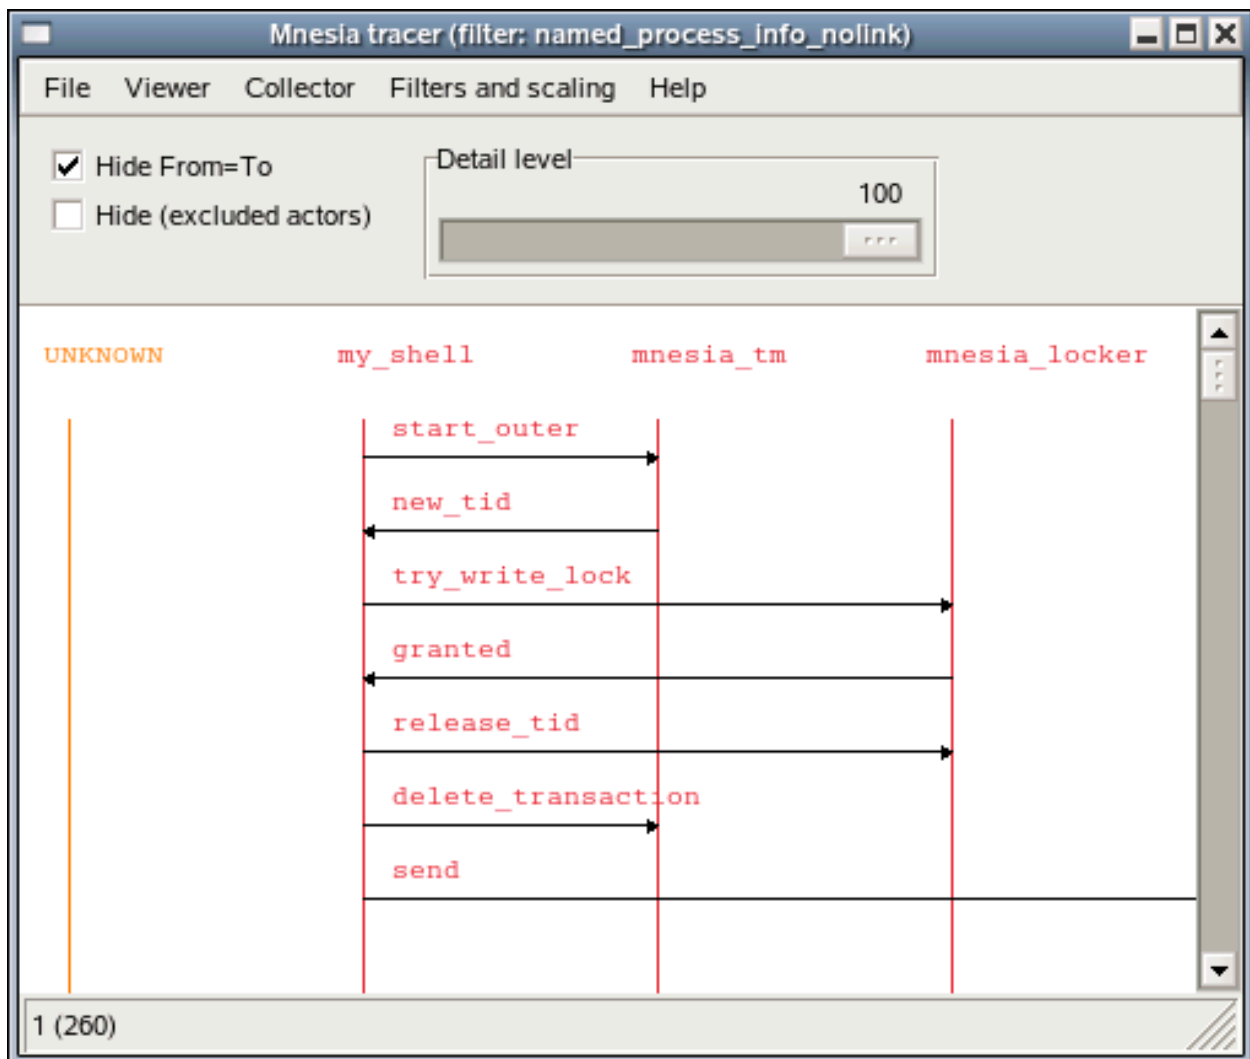 Mnesia tracer (filter: named_process_info_nolink)
File Viewer Collector Filters and scaling Help
Hide From=To
Hide (excluded actors)
Detail level
100
UNKNOWN my_shell mnesia_tm mnesia_locker
start_outer
new_tid
try_write_lock
granted
release_tid
delete_transaction
send
1 (260)